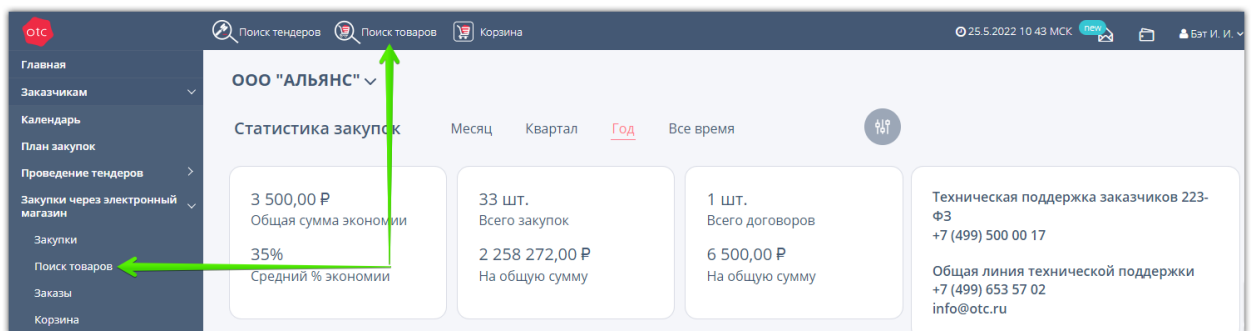 otc
Поиск тендеров
Поиск товаров
Корзина
25.5.2022 10 43 МСК
new
Бэт И. И.
Главная
Заказчикам
Календарь
План закупок
Проведение тендеров
Закупки через электронный
магазин
Закупки
Поиск товаров
Заказы
Корзина
ООО "АЛЬЯНС"
Статистика закупок
Месяц
Квартал
Год
Все время
3 500,00 ₽
Общая сумма экономии
35%
Средний % экономии
33 шт.
Всего закупок
2 258 272,00 ₽
На общую сумму
1 шт.
Всего договоров
6 500,00 ₽
На общую сумму
Техническая поддержка заказчиков 223-
ФЗ
+7 (499) 500 00 17
Общая линия технической поддержки
+7 (499) 653 57 02
info@otc.ru